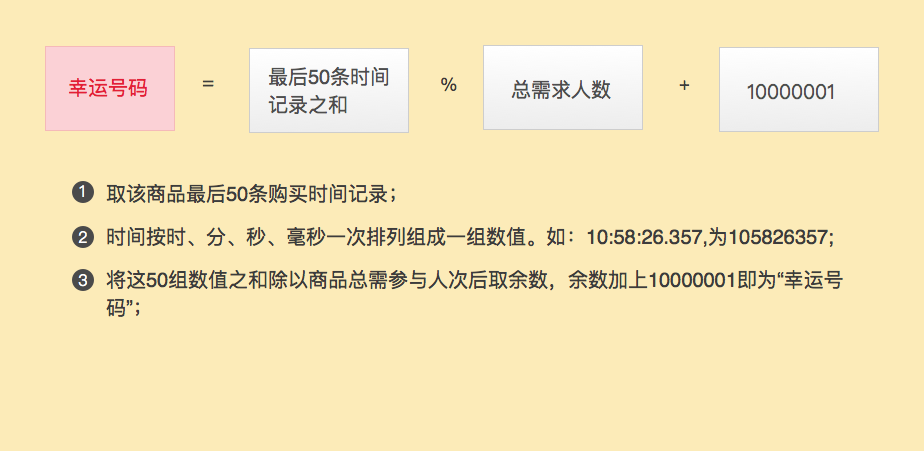 幸运号码 = 最后50条时间记录之和 % 总需求人数 + 10000001
1 取该商品最后50条购买时间记录；
2 时间按时、分、秒、毫秒一次排列组成一组数值。如：10:58:26.357,为105826357;
3 将这50组数值之和除以商品总需参与人次后取余数，余数加上10000001即为“幸运号
码”；